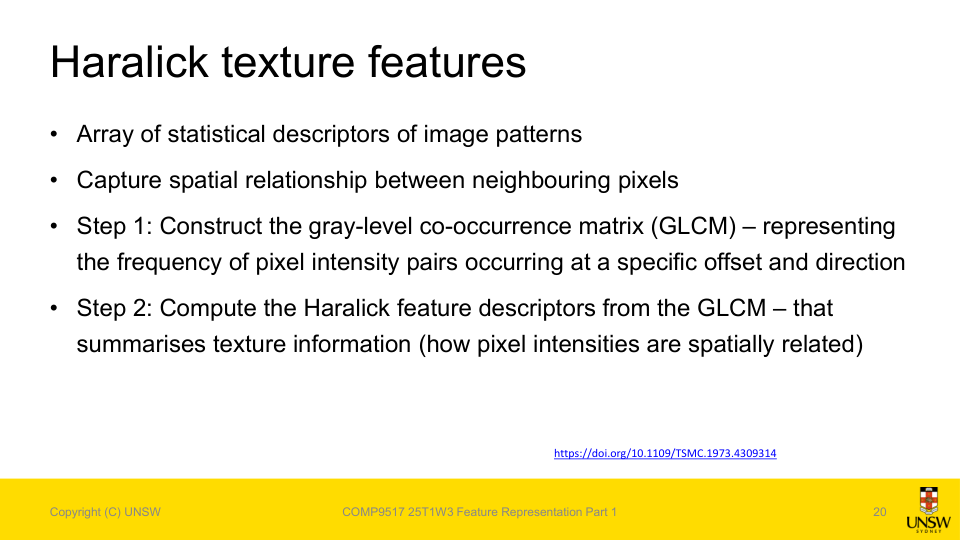 Haralick texture features
• Array of statistical descriptors of image patterns
• Capture spatial relationship between neighbouring pixels
• Step 1: Construct the gray-level co-occurrence matrix (GLCM) – representing
the frequency of pixel intensity pairs occurring at a specific offset and direction
• Step 2: Compute the Haralick feature descriptors from the GLCM – that
summarises texture information (how pixel intensities are spatially related)
https://doi.org/10.1109/TSMC.1973.4309314
Copyright (C) UNSW
COMP9517 25T1W3 Feature Representation Part 1
20
UNSW
SYDNEY